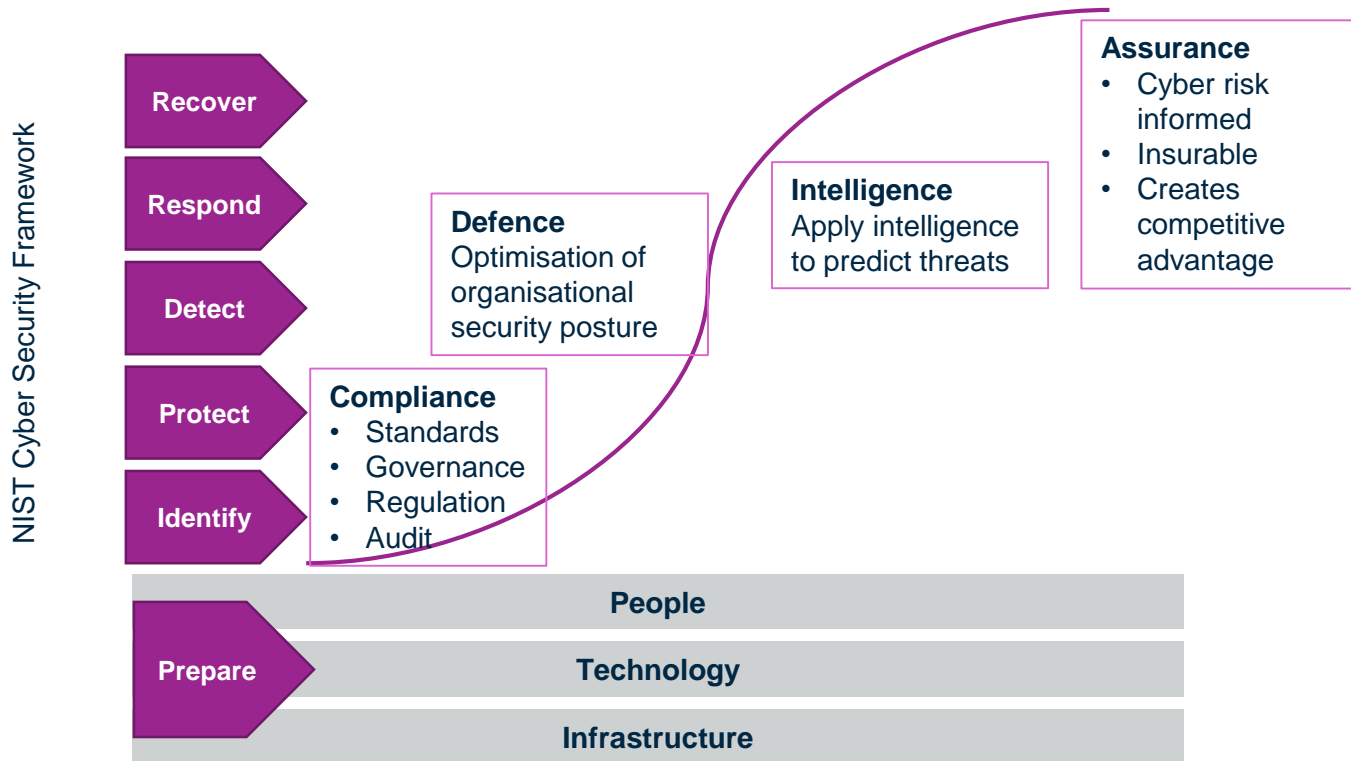 NIST Cyber Security Framework
Recover
Respond
Detect
Protect
Identify
Prepare
Compliance
• Standards
• Governance
• Regulation
• Audit
Defence
Optimisation of
organisational
security posture
Intelligence
Apply intelligence
to predict threats
Assurance
• Cyber risk
informed
• Insurable
• Creates
competitive
advantage
People
Technology
Infrastructure